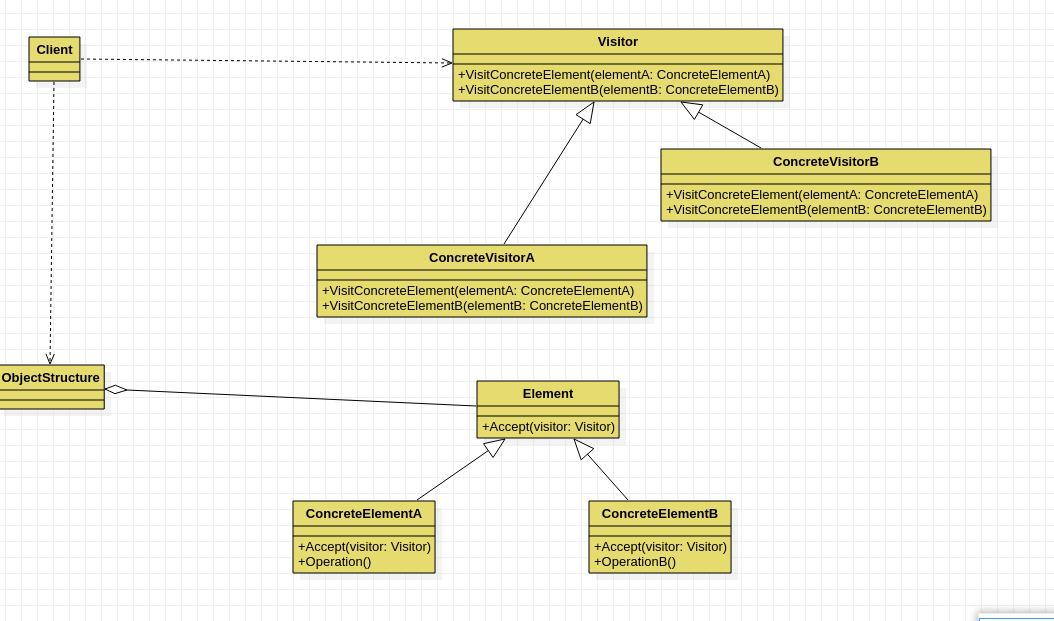 Client
Visitor
+VisitConcreteElement(elementA: ConcreteElementA)
+VisitConcreteElementB(elementB: ConcreteElementB)
ConcreteVisitorB
+VisitConcreteElement(elementA: ConcreteElementA)
+VisitConcreteElementB(elementB: ConcreteElementB)
ConcreteVisitorA
+VisitConcreteElement(elementA: ConcreteElementA)
+VisitConcreteElementB(elementB: ConcreteElementB)
ObjectStructure
Element
+Accept(visitor: Visitor)
ConcreteElementA
+Accept(visitor: Visitor)
+Operation()
ConcreteElementB
+Accept(visitor: Visitor)
+OperationB()